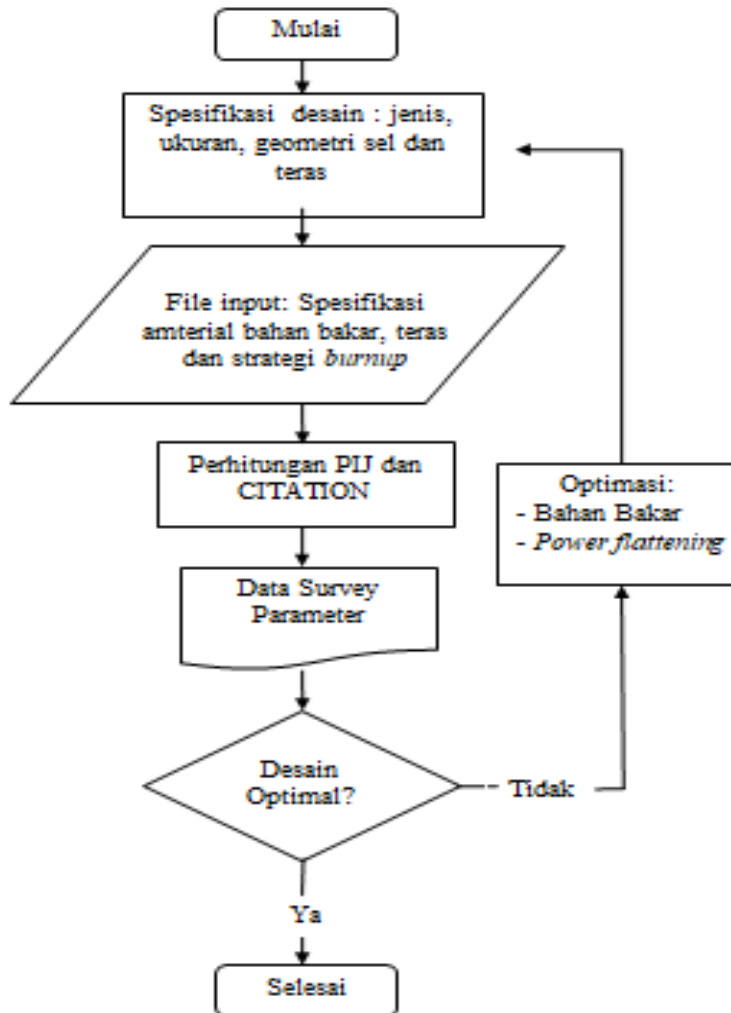 Mulai
Spesifikasi desain : jenis,
ukuran, geometri sel dan
teras
File input: Spesifikasi
amterial bahan bakar, teras
dan strategi burnup
Perhitungan PIJ dan
CITATION
Optimasi:
- Bahan Bakar
- Power flattening
Data Survey
Parameter
Desain
Optimal?
Tidak
Ya
Selesai